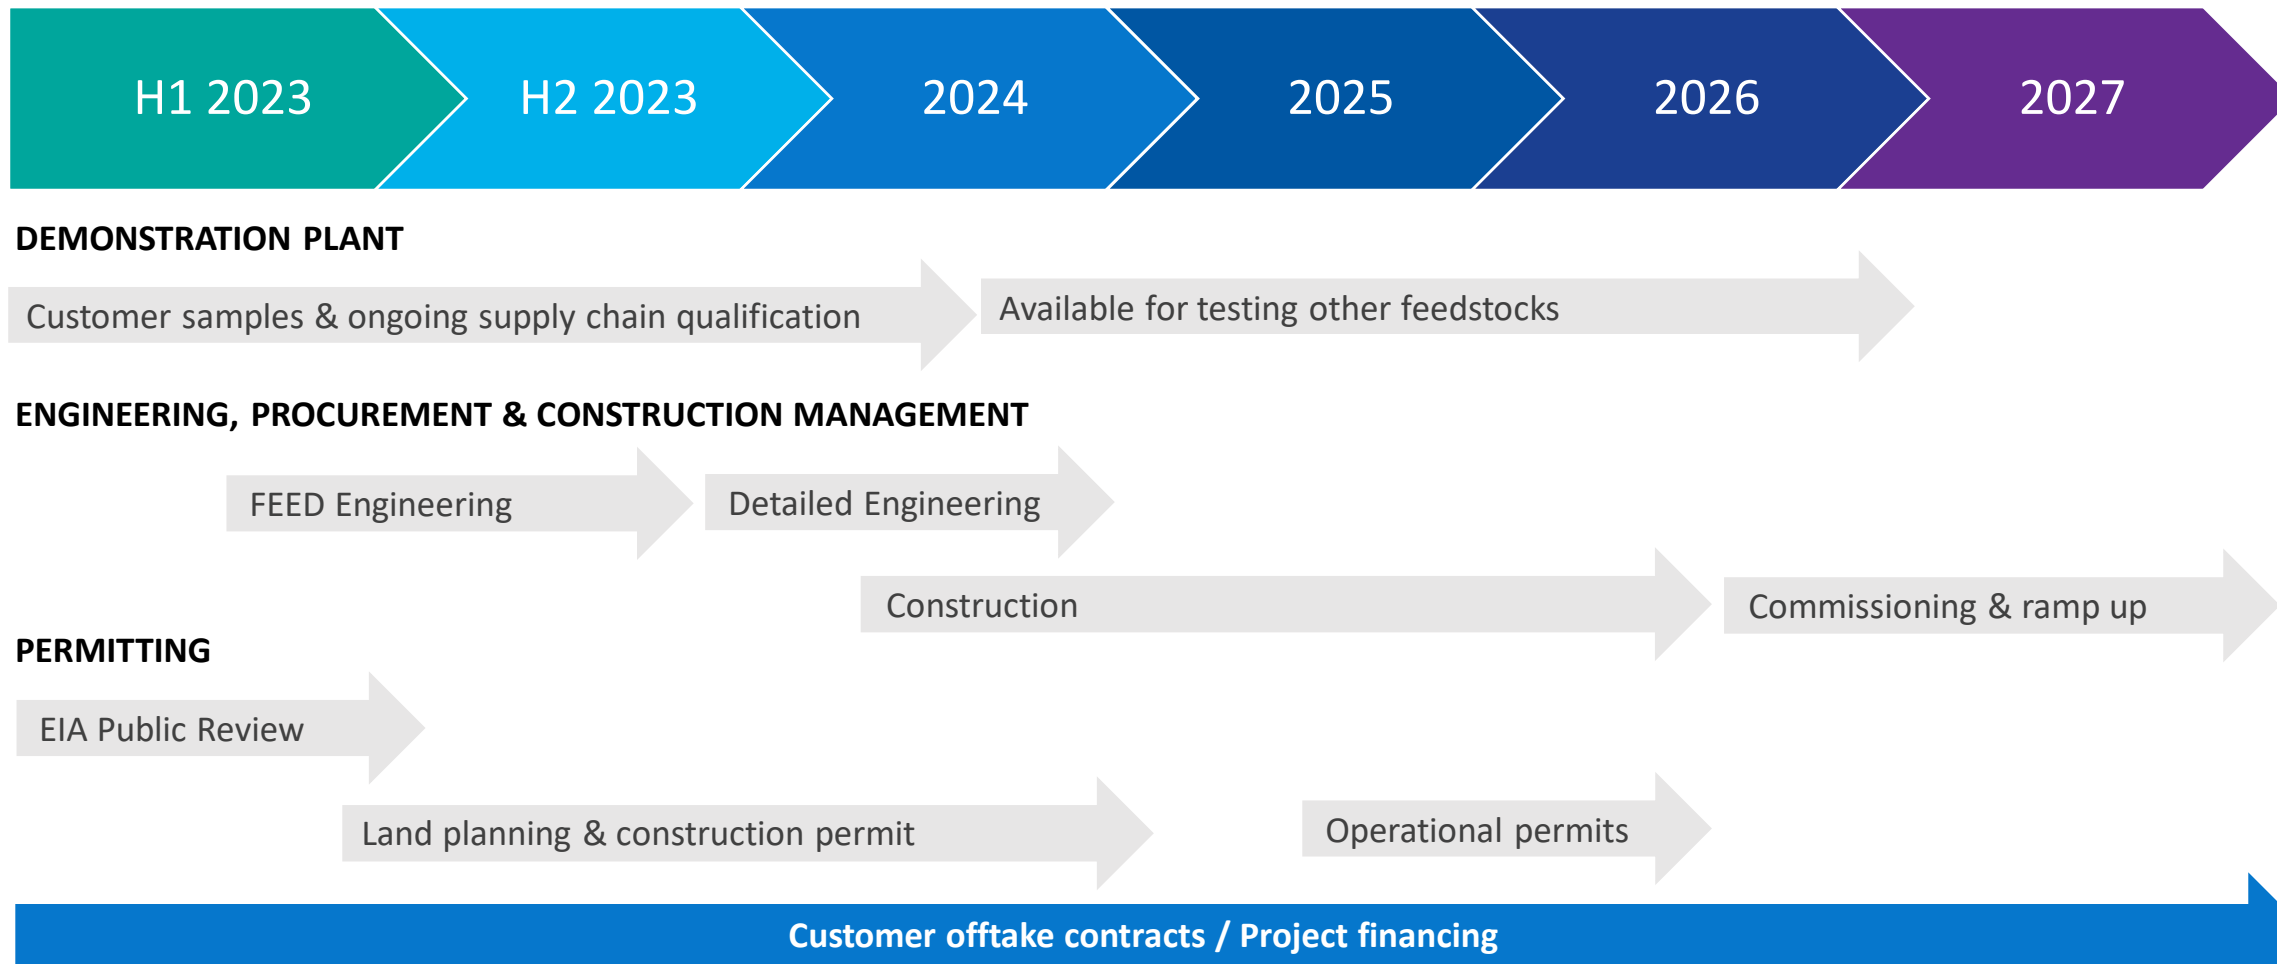 H1 2023
H2 2023
2024
2025
2026
2027
DEMONSTRATION PLANT
Customer samples & ongoing supply chain qualification
Available for testing other feedstocks
ENGINEERING, PROCUREMENT & CONSTRUCTION MANAGEMENT
FEED Engineering
Detailed Engineering
Construction
Commissioning & ramp up
PERMITTING
EIA Public Review
Land planning & construction permit
Operational permits
Customer offtake contracts / Project financing